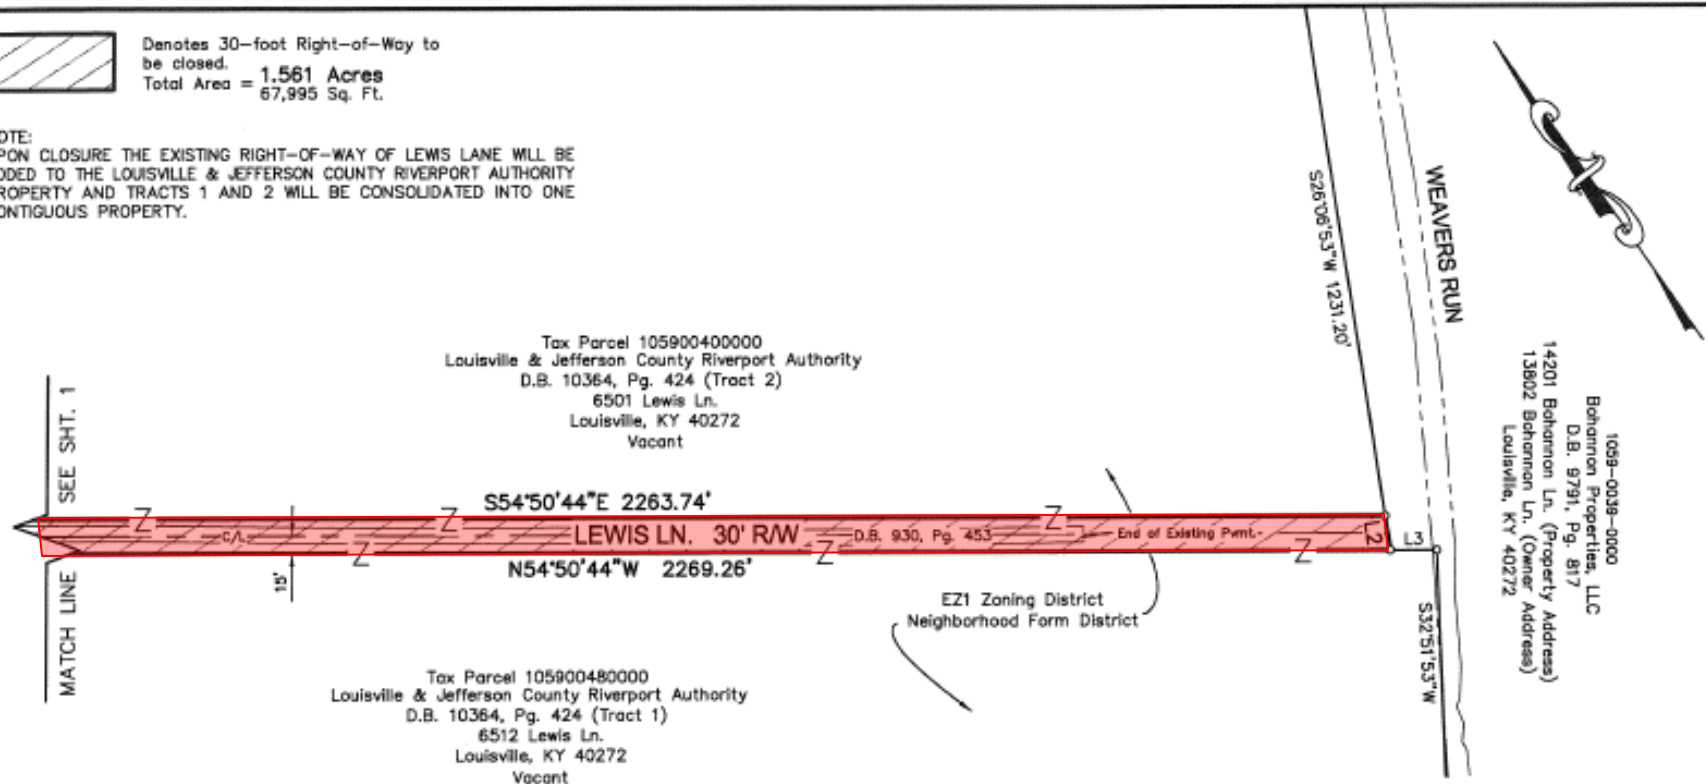 Denotes 30-foot Right-of-Way to
be closed.
Total Area = 1.561 Acres
67,995 Sq. Ft.
OTE:
PON CLOSURE THE EXISTING RIGHT-OF-WAY OF LEWIS LANE WILL BE
DDED TO THE LOUISVILLE & JEFFERSON COUNTY RIVERPORT AUTHORITY
ROPERTY AND TRACTS 1 AND 2 WILL BE CONSOLIDATED INTO ONE
ONTIGUOUS PROPERTY.
S26°06'53"W 1231.20'
WEAVERS RUN
Tax Parcel 105900400000
Louisville & Jefferson County Riverport Authority
D.B. 10364, Pg. 424 (Tract 2)
6501 Lewis Ln.
Louisville, KY 40272
Vacant
1059-0039-0000
Bohannon Properties, LLC
D.B. 9791, Pg. 817
14201 Bohannon Ln. (Property Address)
13802 Bohannon Ln. (Owner Address)
Louisville, KY 40272
MATCH LINE SEE SHT. 1
S54°50'44"E 2263.74'
Z Z Z
C/L LEWIS LN. 30' R/W D.B. 930, Pg. 453 End of Existing Pvmt. L2 L3
Z Z Z
N54°50'44"W 2269.26'
15'
EZ1 Zoning District
Neighborhood Form District
S32°51'53"W
Tax Parcel 105900480000
Louisville & Jefferson County Riverport Authority
D.B. 10364, Pg. 424 (Tract 1)
6512 Lewis Ln.
Louisville, KY 40272
Vacant